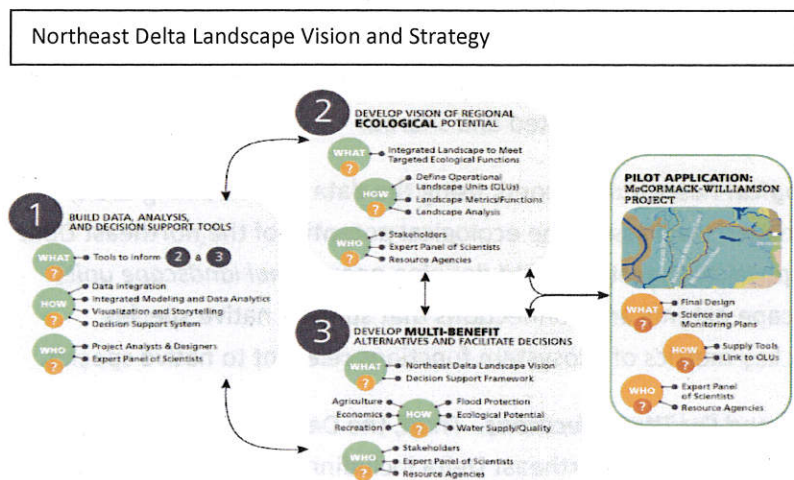 Northeast Delta Landscape Vision and Strategy
1
BUILD DATA, ANALYSIS,
AND DECISION SUPPORT TOOLS
WHAT
?
Tools to Inform 2 & 3
HOW
?
Data Integration
Integrated Modeling and Data Analytics
Visualization and Storytelling
Decision Support System
WHO
?
Project Analysts & Designers
Expert Panel of Scientists
2
DEVELOP VISION OF REGIONAL
ECOLOGICAL POTENTIAL
WHAT
?
Integrated Landscape to Meet
Targeted Ecological Functions
HOW
?
Define Operational
Landscape Units (OLUs)
Landscape Metrics/Functions
Landscape Analysis
WHO
?
Stakeholders
Expert Panel of Scientists
Resource Agencies
3
DEVELOP MULTI-BENEFIT
ALTERNATIVES AND FACILITATE DECISIONS
WHAT
?
Northeast Delta Landscape Vision
Decision Support Framework
Agriculture
Economics
Recreation
HOW
?
Flood Protection
Ecological Potential
Water Supply/Quality
WHO
?
Stakeholders
Expert Panel of Scientists
Resource Agencies
PILOT APPLICATION:
McCORMACK-WILLIAMSON
PROJECT
WHAT
?
Final Design
Science and
Monitoring Plans
HOW
?
Supply Tools
Link to OLUs
WHO
?
Expert Panel
of Scientists
Resource Agencies